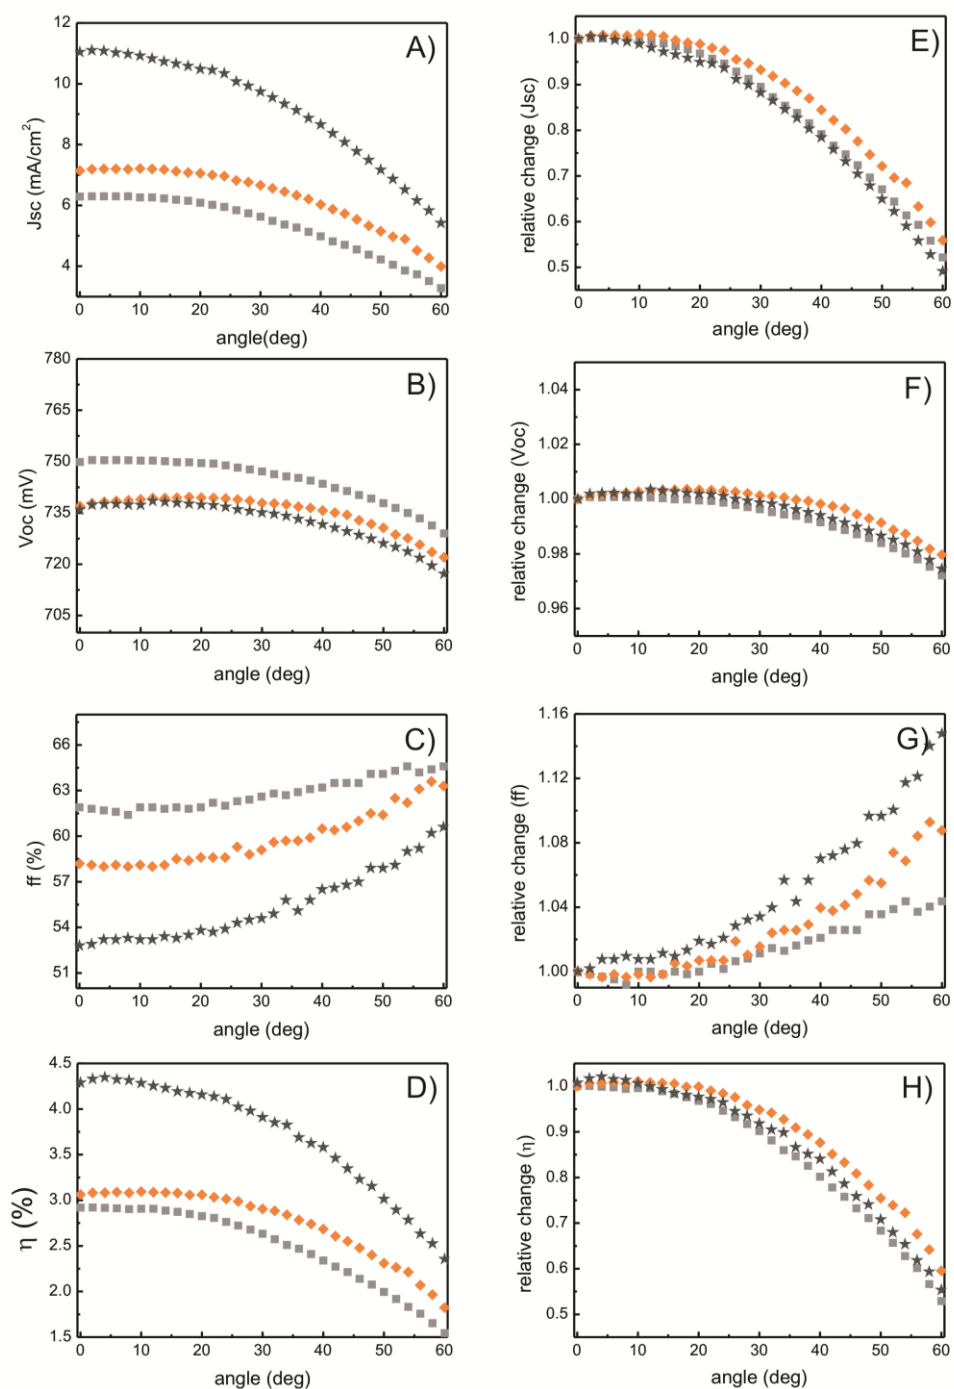 12
10
8
6
4
Jsc (mA/cm²)
A)
0 10 20 30 40 50 60
angle(deg)
1.0
0.9
0.8
0.7
0.6
0.5
relative change (Jsc)
E)
0 10 20 30 40 50 60
angle (deg)
780
765
750
735
720
705
Voc (mV)
B)
0 10 20 30 40 50 60
angle (deg)
1.04
1.02
1.00
0.98
0.96
relative change (Voc)
F)
0 10 20 30 40 50 60
angle (deg)
66
63
60
57
54
51
ff (%)
C)
0 10 20 30 40 50 60
angle (deg)
1.16
1.12
1.08
1.04
1.00
relative change (ff)
G)
0 10 20 30 40 50 60
angle (deg)
4.5
4.0
3.5
3.0
2.5
2.0
1.5
η (%)
D)
0 10 20 30 40 50 60
angle (deg)
1.0
0.9
0.8
0.7
0.6
0.5
relative change (η)
H)
0 10 20 30 40 50 60
angle (deg)